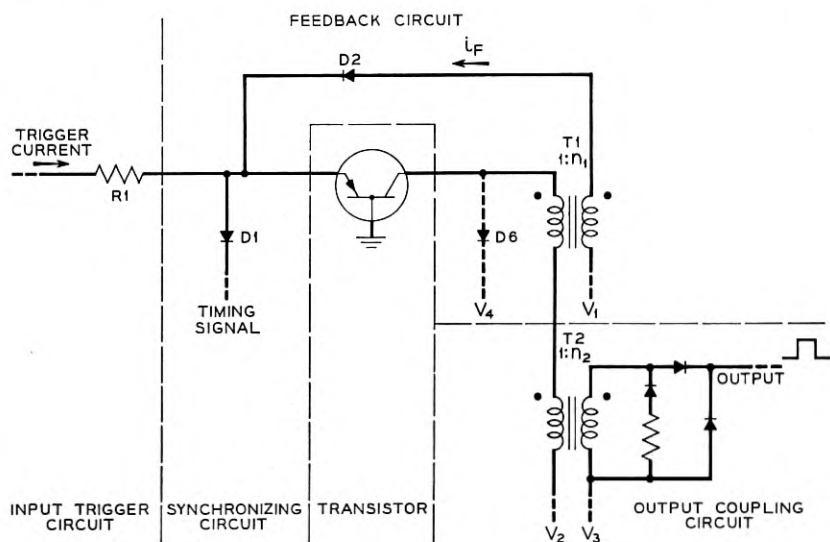 FEEDBACK CIRCUIT
D2
iF
TRIGGER
CURRENT
R1
T1
1:n1
D1
D6
TIMING
SIGNAL
V4
V1
T2
1:n2
OUTPUT
INPUT TRIGGER
CIRCUIT
SYNCHRONIZING
CIRCUIT
TRANSISTOR
V2
V3
OUTPUT COUPLING
CIRCUIT